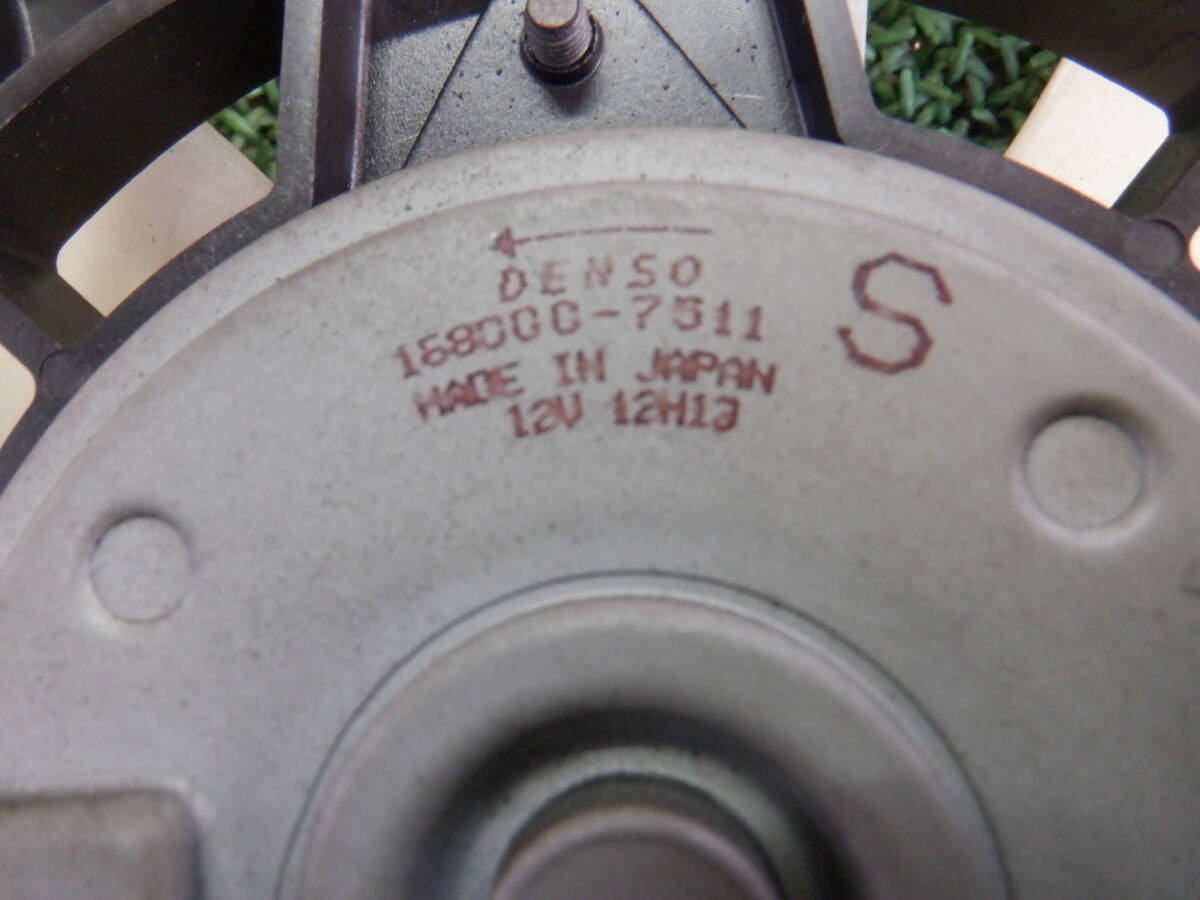 DENSO
168000-7511
S
MADE IN JAPAN
12V 12H13